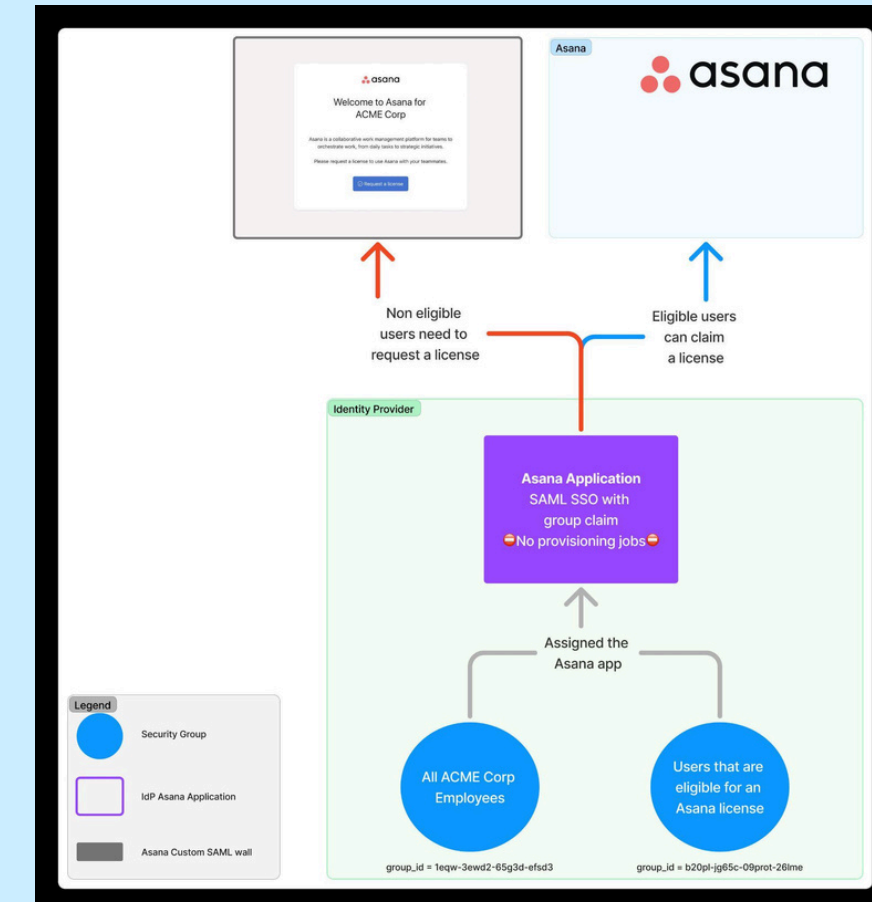 asana
Welcome to Asana for
ACME Corp
Asana is a collaborative work management platform for teams to
orchestrate work, from daily tasks to strategic initiatives.
Please request a license to use Asana with your teammates.
Request a license
Asana
asana
Non eligible
users need to
request a license
Eligible users
can claim
a license
Identity Provider
Asana Application
SAML SSO with
group claim
⛔No provisioning jobs⛔
Assigned the
Asana app
All ACME Corp
Employees
Users that are
eligible for an
Asana license
group_id = 1eqw-3ewd2-65g3d-efsd3
group_id = b20pl-jg65c-09prot-26lme
Legend
Security Group
IdP Asana Application
Asana Custom SAML wall